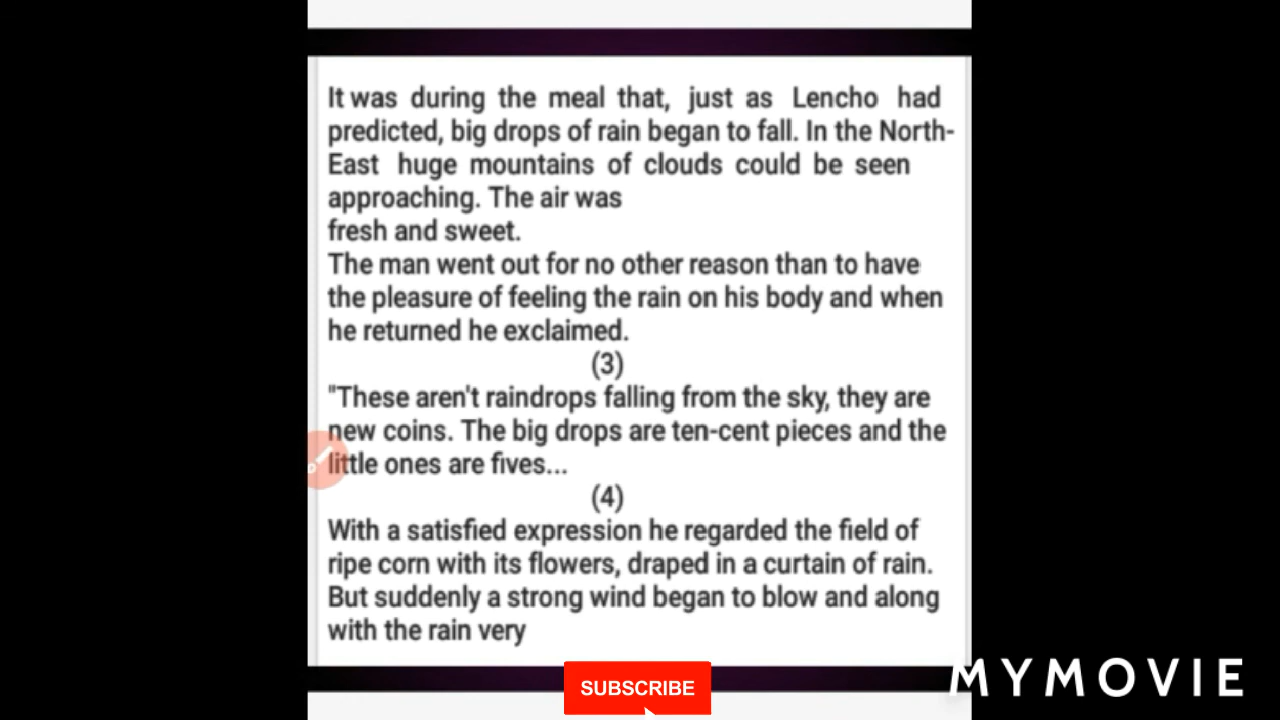 It was during the meal that, just as Lencho had
predicted, big drops of rain began to fall. In the North-
East huge mountains of clouds could be seen
approaching. The air was
fresh and sweet.
The man went out for no other reason than to have
the pleasure of feeling the rain on his body and when
he returned he exclaimed.
(3)
"These aren't raindrops falling from the sky, they are
new coins. The big drops are ten-cent pieces and the
little ones are fives...
(4)
With a satisfied expression he regarded the field of
ripe corn with its flowers, draped in a curtain of rain.
But suddenly a strong wind began to blow and along
with the rain very
SUBSCRIBE
MYMOVIE